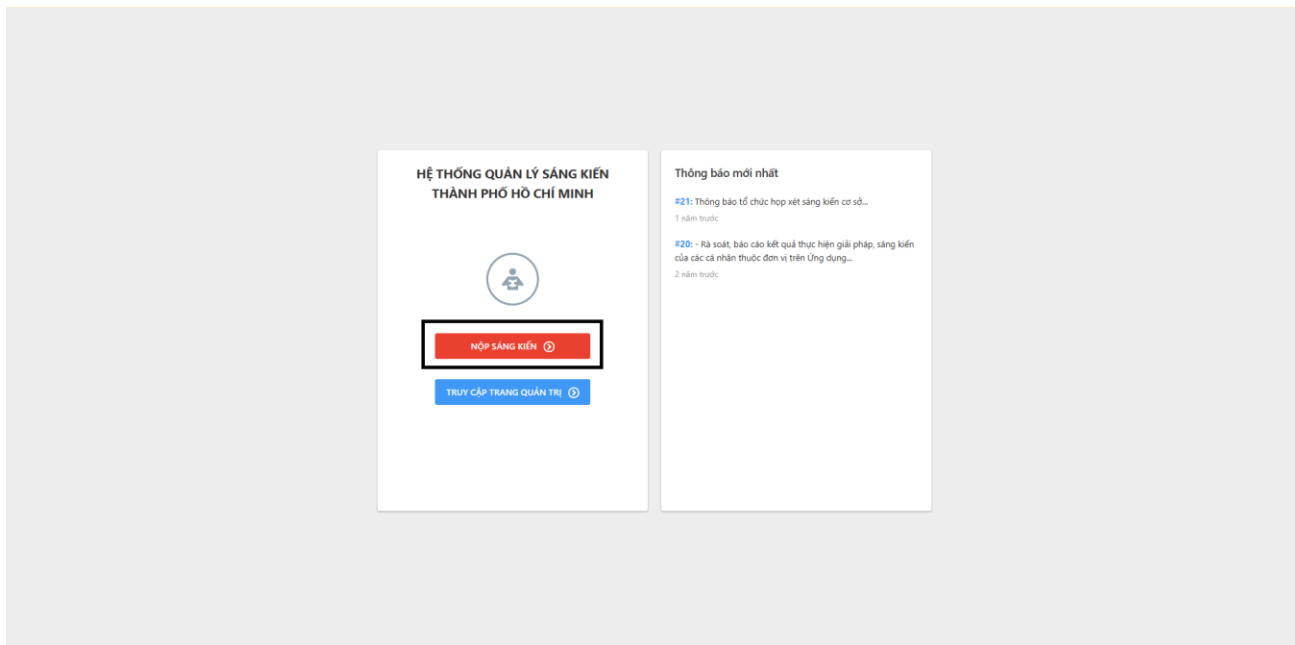 HỆ THỐNG QUẢN LÝ SÁNG KIẾN
THÀNH PHỐ HỒ CHÍ MINH
NỘP SÁNG KIẾN
TRUY CẬP TRANG QUẢN TRỊ
Thông báo mới nhất
#21: Thông báo tổ chức họp xét sáng kiến cơ sở...
1 năm trước
#20: - Rà soát, báo cáo kết quả thực hiện giải pháp, sáng kiến
của các cá nhân thuộc đơn vị trên Ứng dụng...
2 năm trước